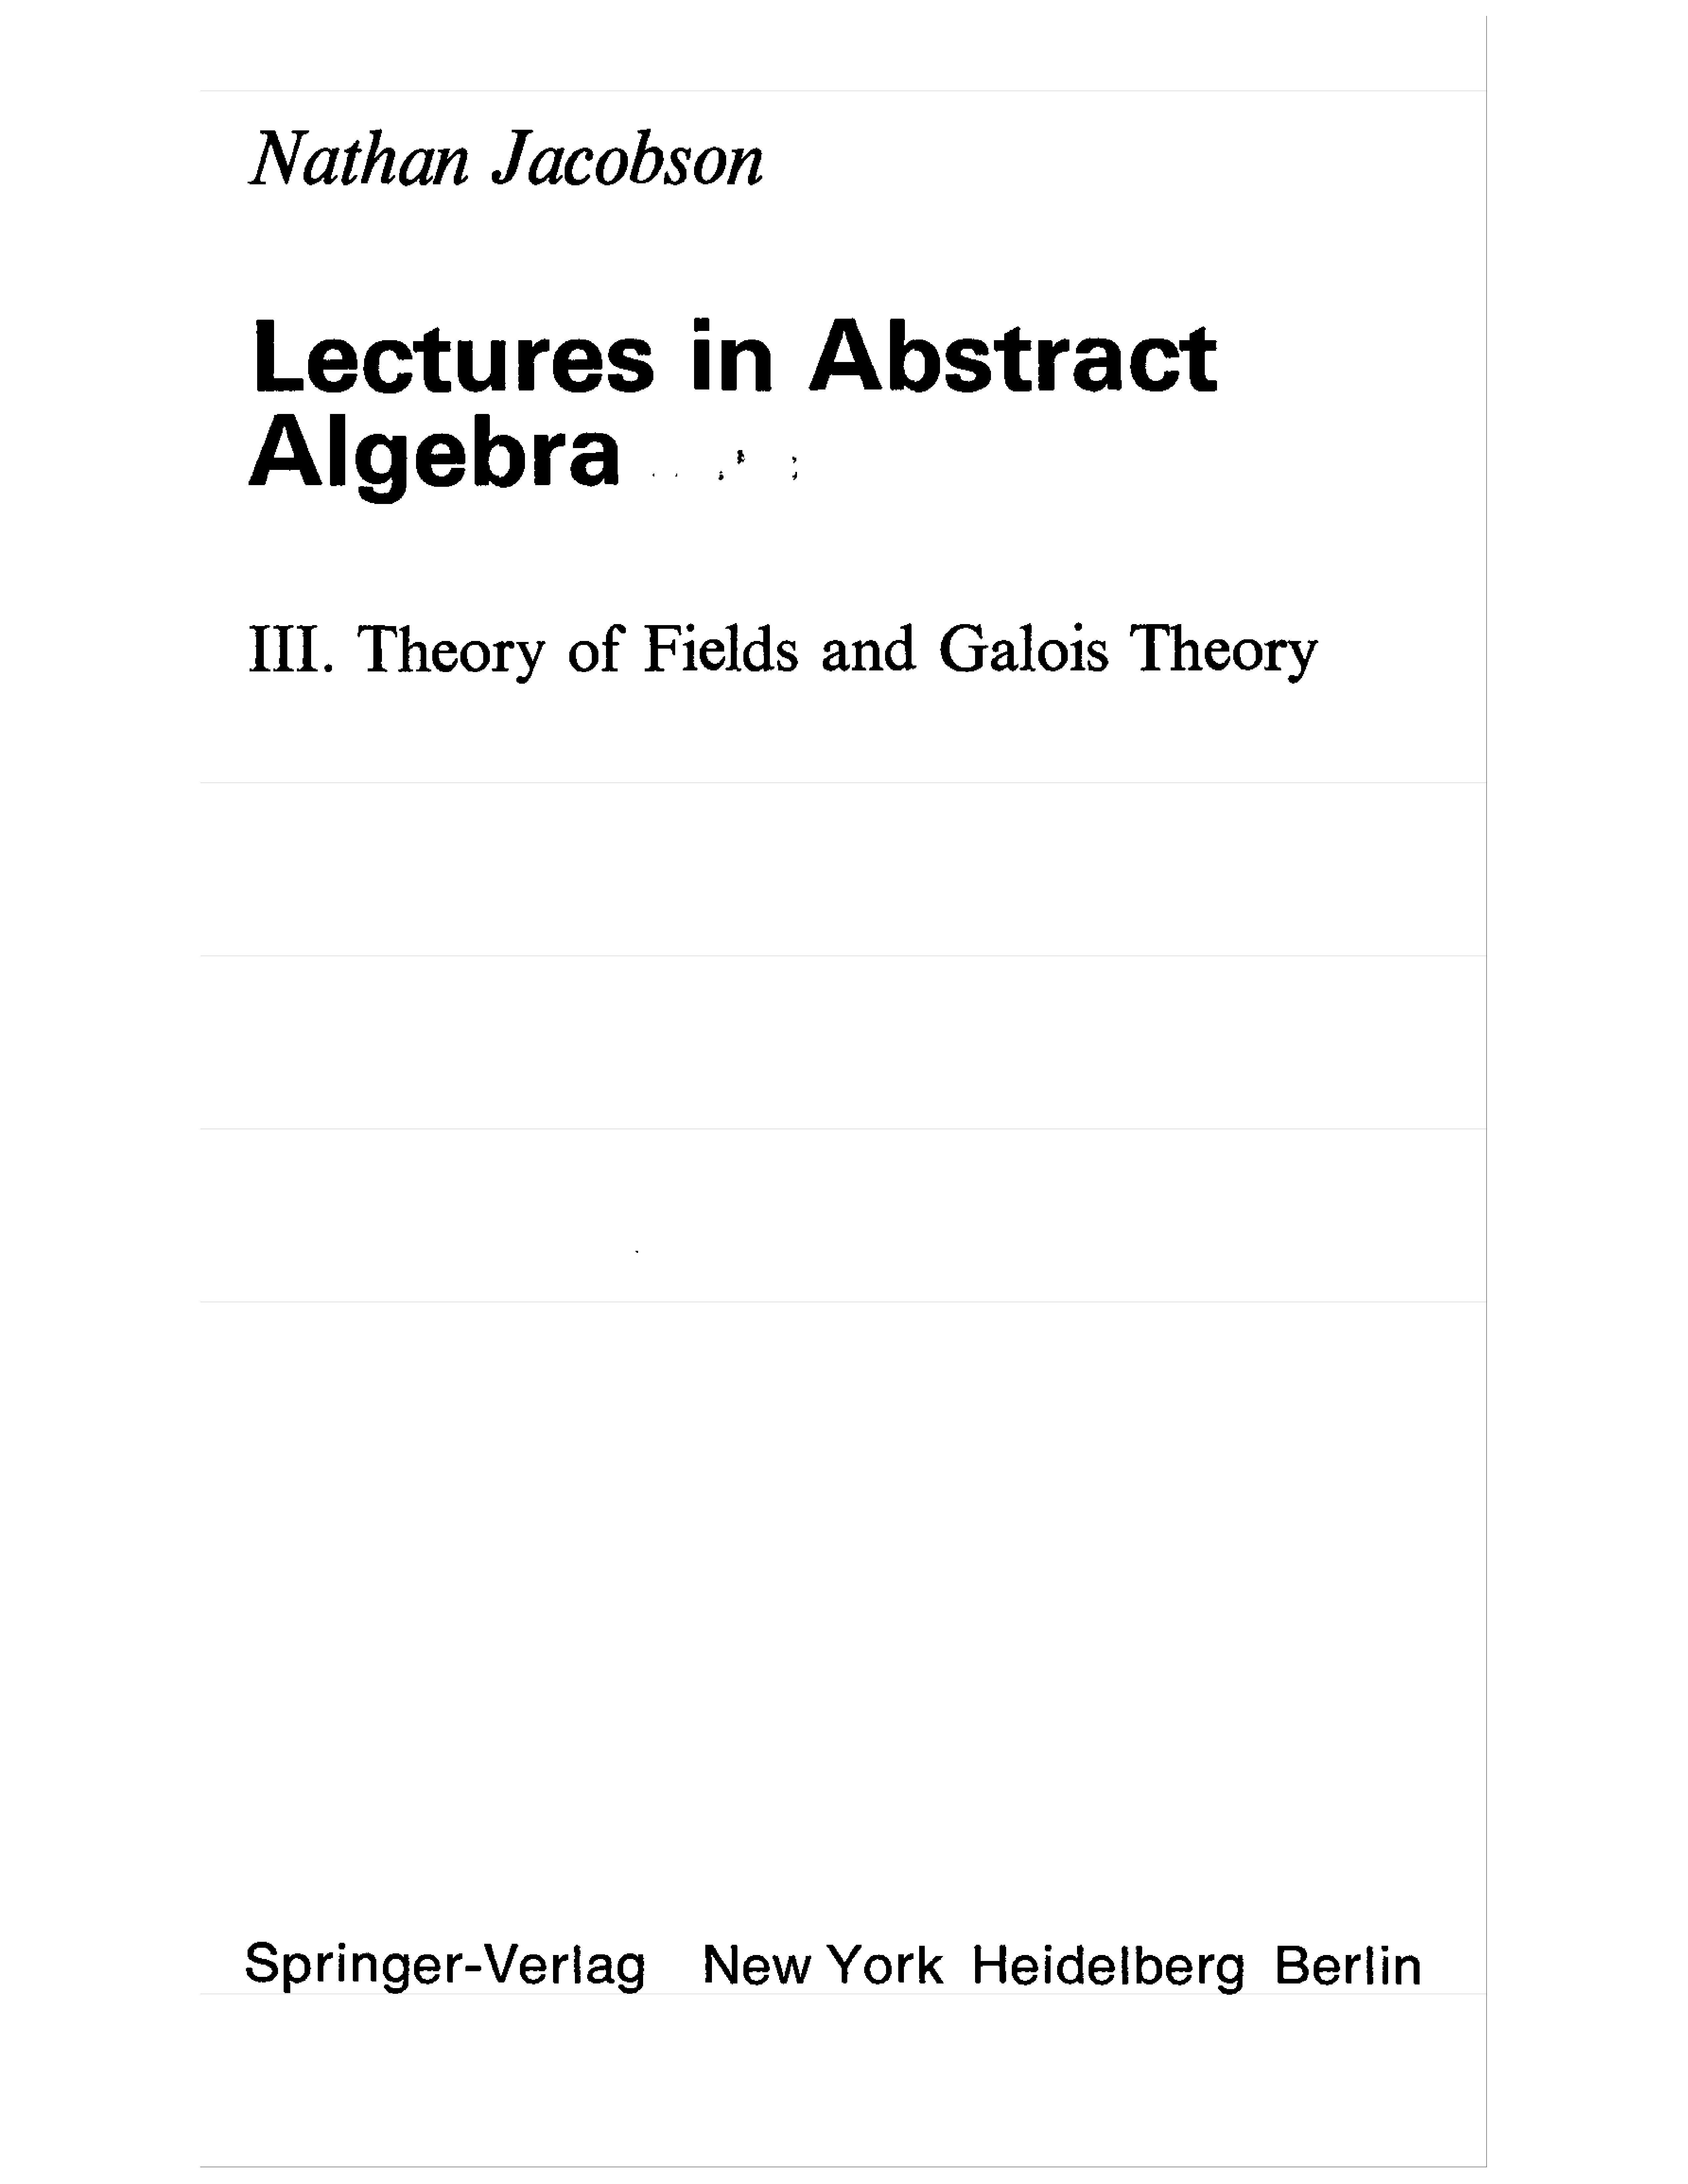 Nathan Jacobson
Lectures in Abstract
Algebra
III. Theory of Fields and Galois Theory
Springer-Verlag New York Heidelberg Berlin